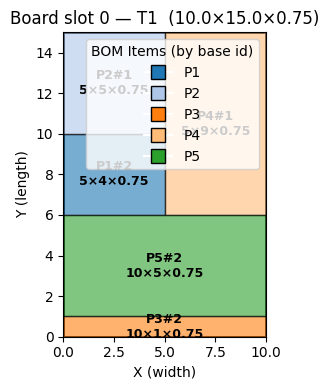 Board slot 0 — T1  (10.0×15.0×0.75)
BOM Items (by base id)
P1
P2
P3
P4
P5
P2#1
5×5×0.75
P4#1
5×9×0.75
P1#2
5×4×0.75
P5#2
10×5×0.75
P3#2
10×1×0.75
14
12
10
8
6
4
2
0
Y (length)
0.0 2.5 5.0 7.5 10.0
X (width)